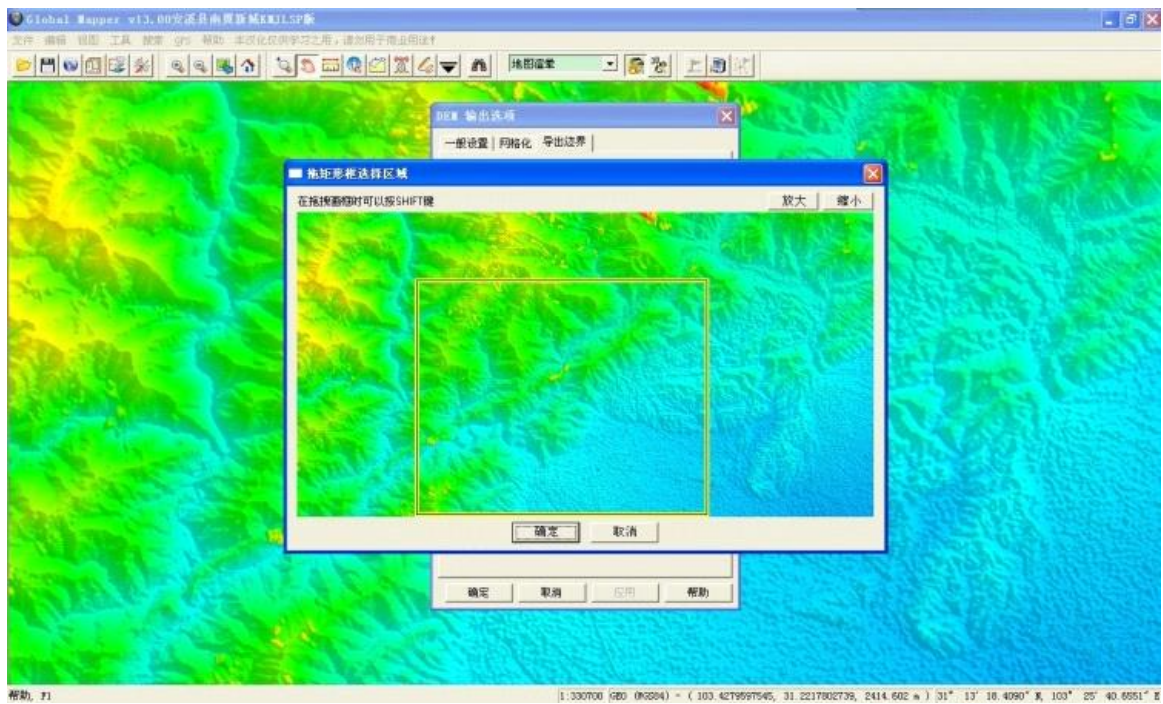 Global Mapper v13.00安派县南贾新城KMJLSP版
文件 编辑 视图 工具 搜索 gps 帮助 本汉化仅供学习之用,请勿用于商业用途!
地图渲染
DEM 输出选项
一般设置 网格化 导出边界
拖矩形框选择区域
在拖拽画框时可以按SHIFT键
放大 缩小
确定 取消
确定 取消 应用 帮助
帮助, F1
1:330700 GEO (WGS84) - ( 103.4279597545, 31.2217802739, 2414.602 m ) 31° 13' 18.4090" N, 103° 25' 40.6551" E